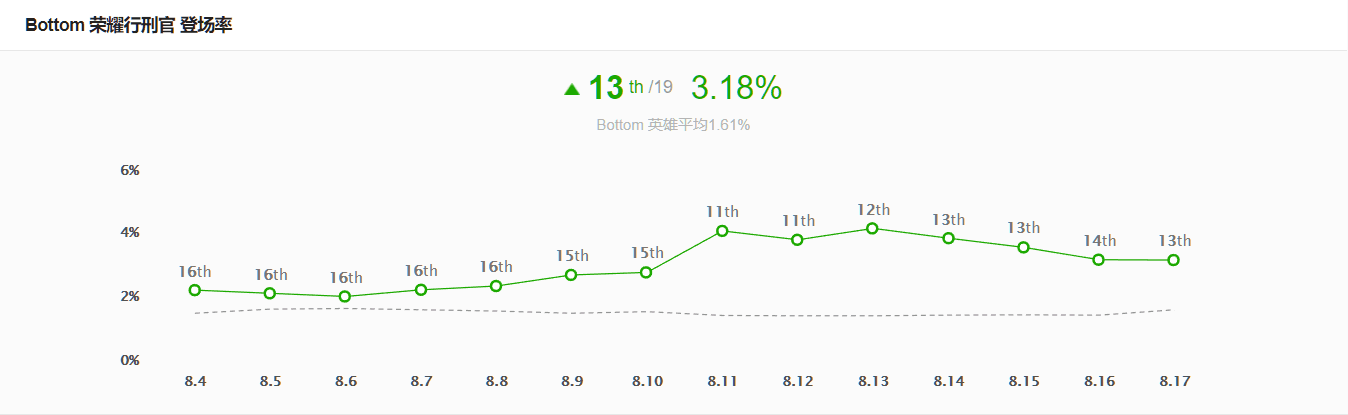 Bottom 荣耀行刑官 登场率
▲ 13 th /19 3.18%
Bottom 英雄平均1.61%
6%
4%
2%
0%
16th 16th 16th 16th 16th 15th 15th 11th 11th 12th 13th 13th 14th 13th
8.4 8.5 8.6 8.7 8.8 8.9 8.10 8.11 8.12 8.13 8.14 8.15 8.16 8.17